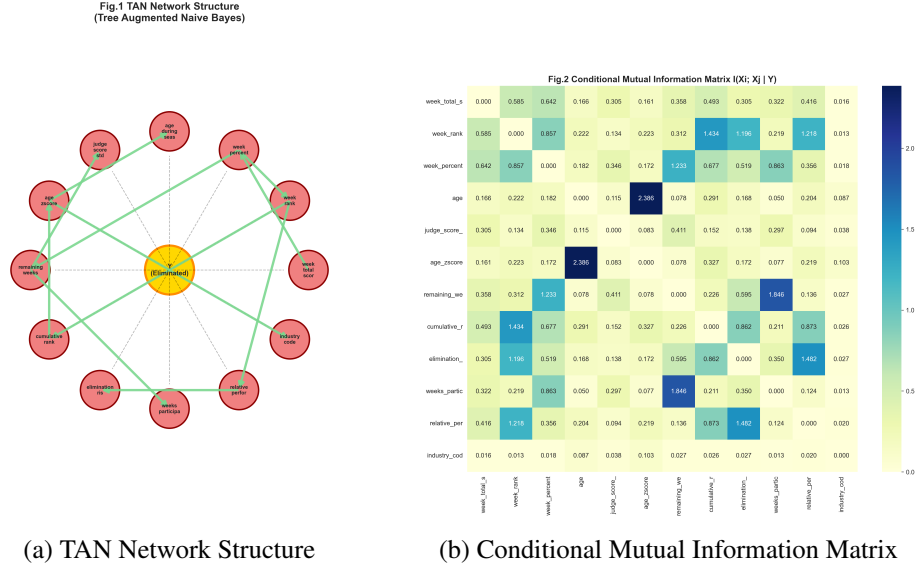 Fig.1 TAN Network Structure
(Tree Augmented Naive Bayes)
age
during
seas
judge
score
std
week
percent
age
zscore
week
rank
remaining
weeks
Y
(Eliminated)
week
total
scor
cumulative
rank
industry
code
elimination
ris
weeks
participa
relative
perfor
(a) TAN Network Structure
Fig.2 Conditional Mutual Information Matrix I(Xi; Xj | Y)
week_total_s 0.000 0.585 0.642 0.166 0.305 0.161 0.358 0.493 0.305 0.322 0.416 0.016
week_rank 0.585 0.000 0.857 0.222 0.134 0.223 0.312 1.434 1.196 0.219 1.218 0.013
week_percent 0.642 0.857 0.000 0.182 0.346 0.172 1.233 0.677 0.519 0.863 0.356 0.018
age 0.166 0.222 0.182 0.000 0.115 2.386 0.078 0.291 0.168 0.050 0.204 0.087
judge_score_ 0.305 0.134 0.346 0.115 0.000 0.083 0.411 0.152 0.138 0.297 0.094 0.038
age_zscore 0.161 0.223 0.172 2.386 0.083 0.000 0.078 0.327 0.172 0.077 0.219 0.103
remaining_we 0.358 0.312 1.233 0.078 0.411 0.078 0.000 0.226 0.595 1.846 0.136 0.027
cumulative_r 0.493 1.434 0.677 0.291 0.152 0.327 0.226 0.000 0.862 0.211 0.873 0.026
elimination_ 0.305 1.196 0.519 0.168 0.138 0.172 0.595 0.862 0.000 0.350 1.482 0.027
weeks_partic 0.322 0.219 0.863 0.050 0.297 0.077 1.846 0.211 0.350 0.000 0.124 0.013
relative_per 0.416 1.218 0.356 0.204 0.094 0.219 0.136 0.873 1.482 0.124 0.000 0.020
industry_cod 0.016 0.013 0.018 0.087 0.038 0.103 0.027 0.026 0.027 0.013 0.020 0.000
week_total_s week_rank week_percent age judge_score_ age_zscore remaining_we cumulative_r elimination_ weeks_partic relative_per industry_cod
2.0
1.5
1.0
0.5
0.0
(b) Conditional Mutual Information Matrix